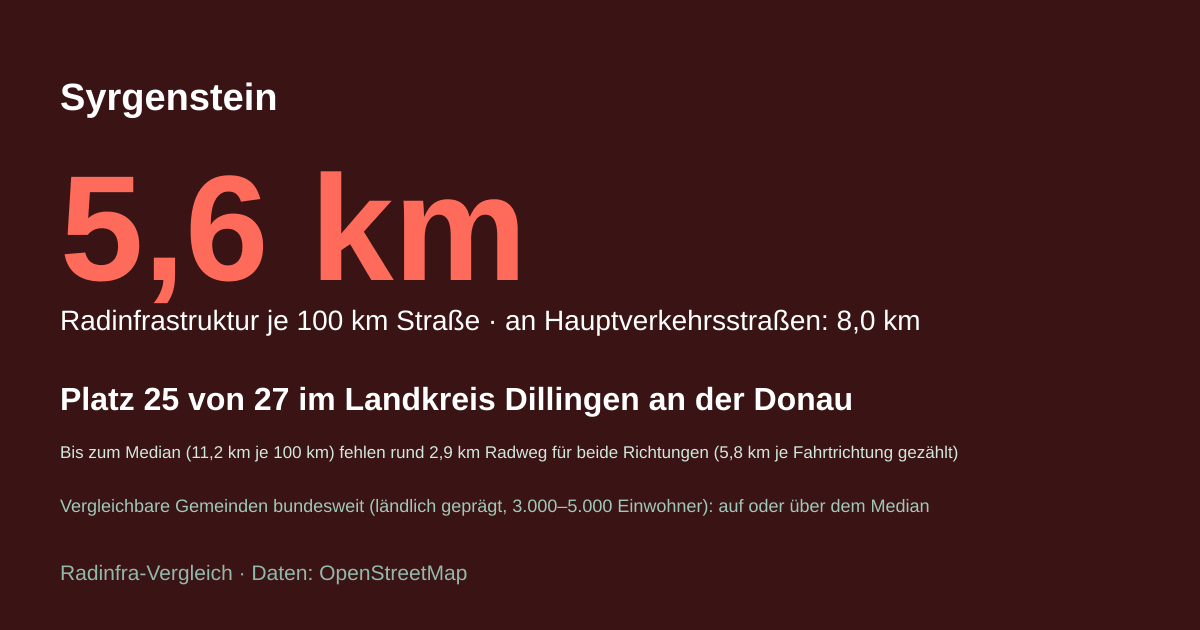 Syrgenstein
5,6 km
Radinfrastruktur je 100 km Straße · an Hauptverkehrsstraßen: 8,0 km
Platz 25 von 27 im Landkreis Dillingen an der Donau
Bis zum Median (11,2 km je 100 km) fehlen rund 2,9 km Radweg für beide Richtungen (5,8 km je Fahrtrichtung gezählt)
Vergleichbare Gemeinden bundesweit (ländlich geprägt, 3.000–5.000 Einwohner): auf oder über dem Median
Radinfra-Vergleich · Daten: OpenStreetMap